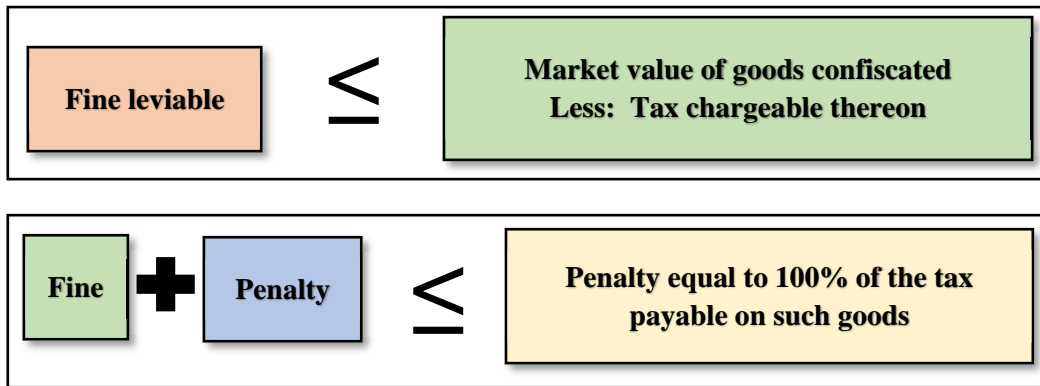 Fine leviable
≤
Market value of goods confiscated
Less: Tax chargeable thereon
Fine
+
Penalty
≤
Penalty equal to 100% of the tax
payable on such goods